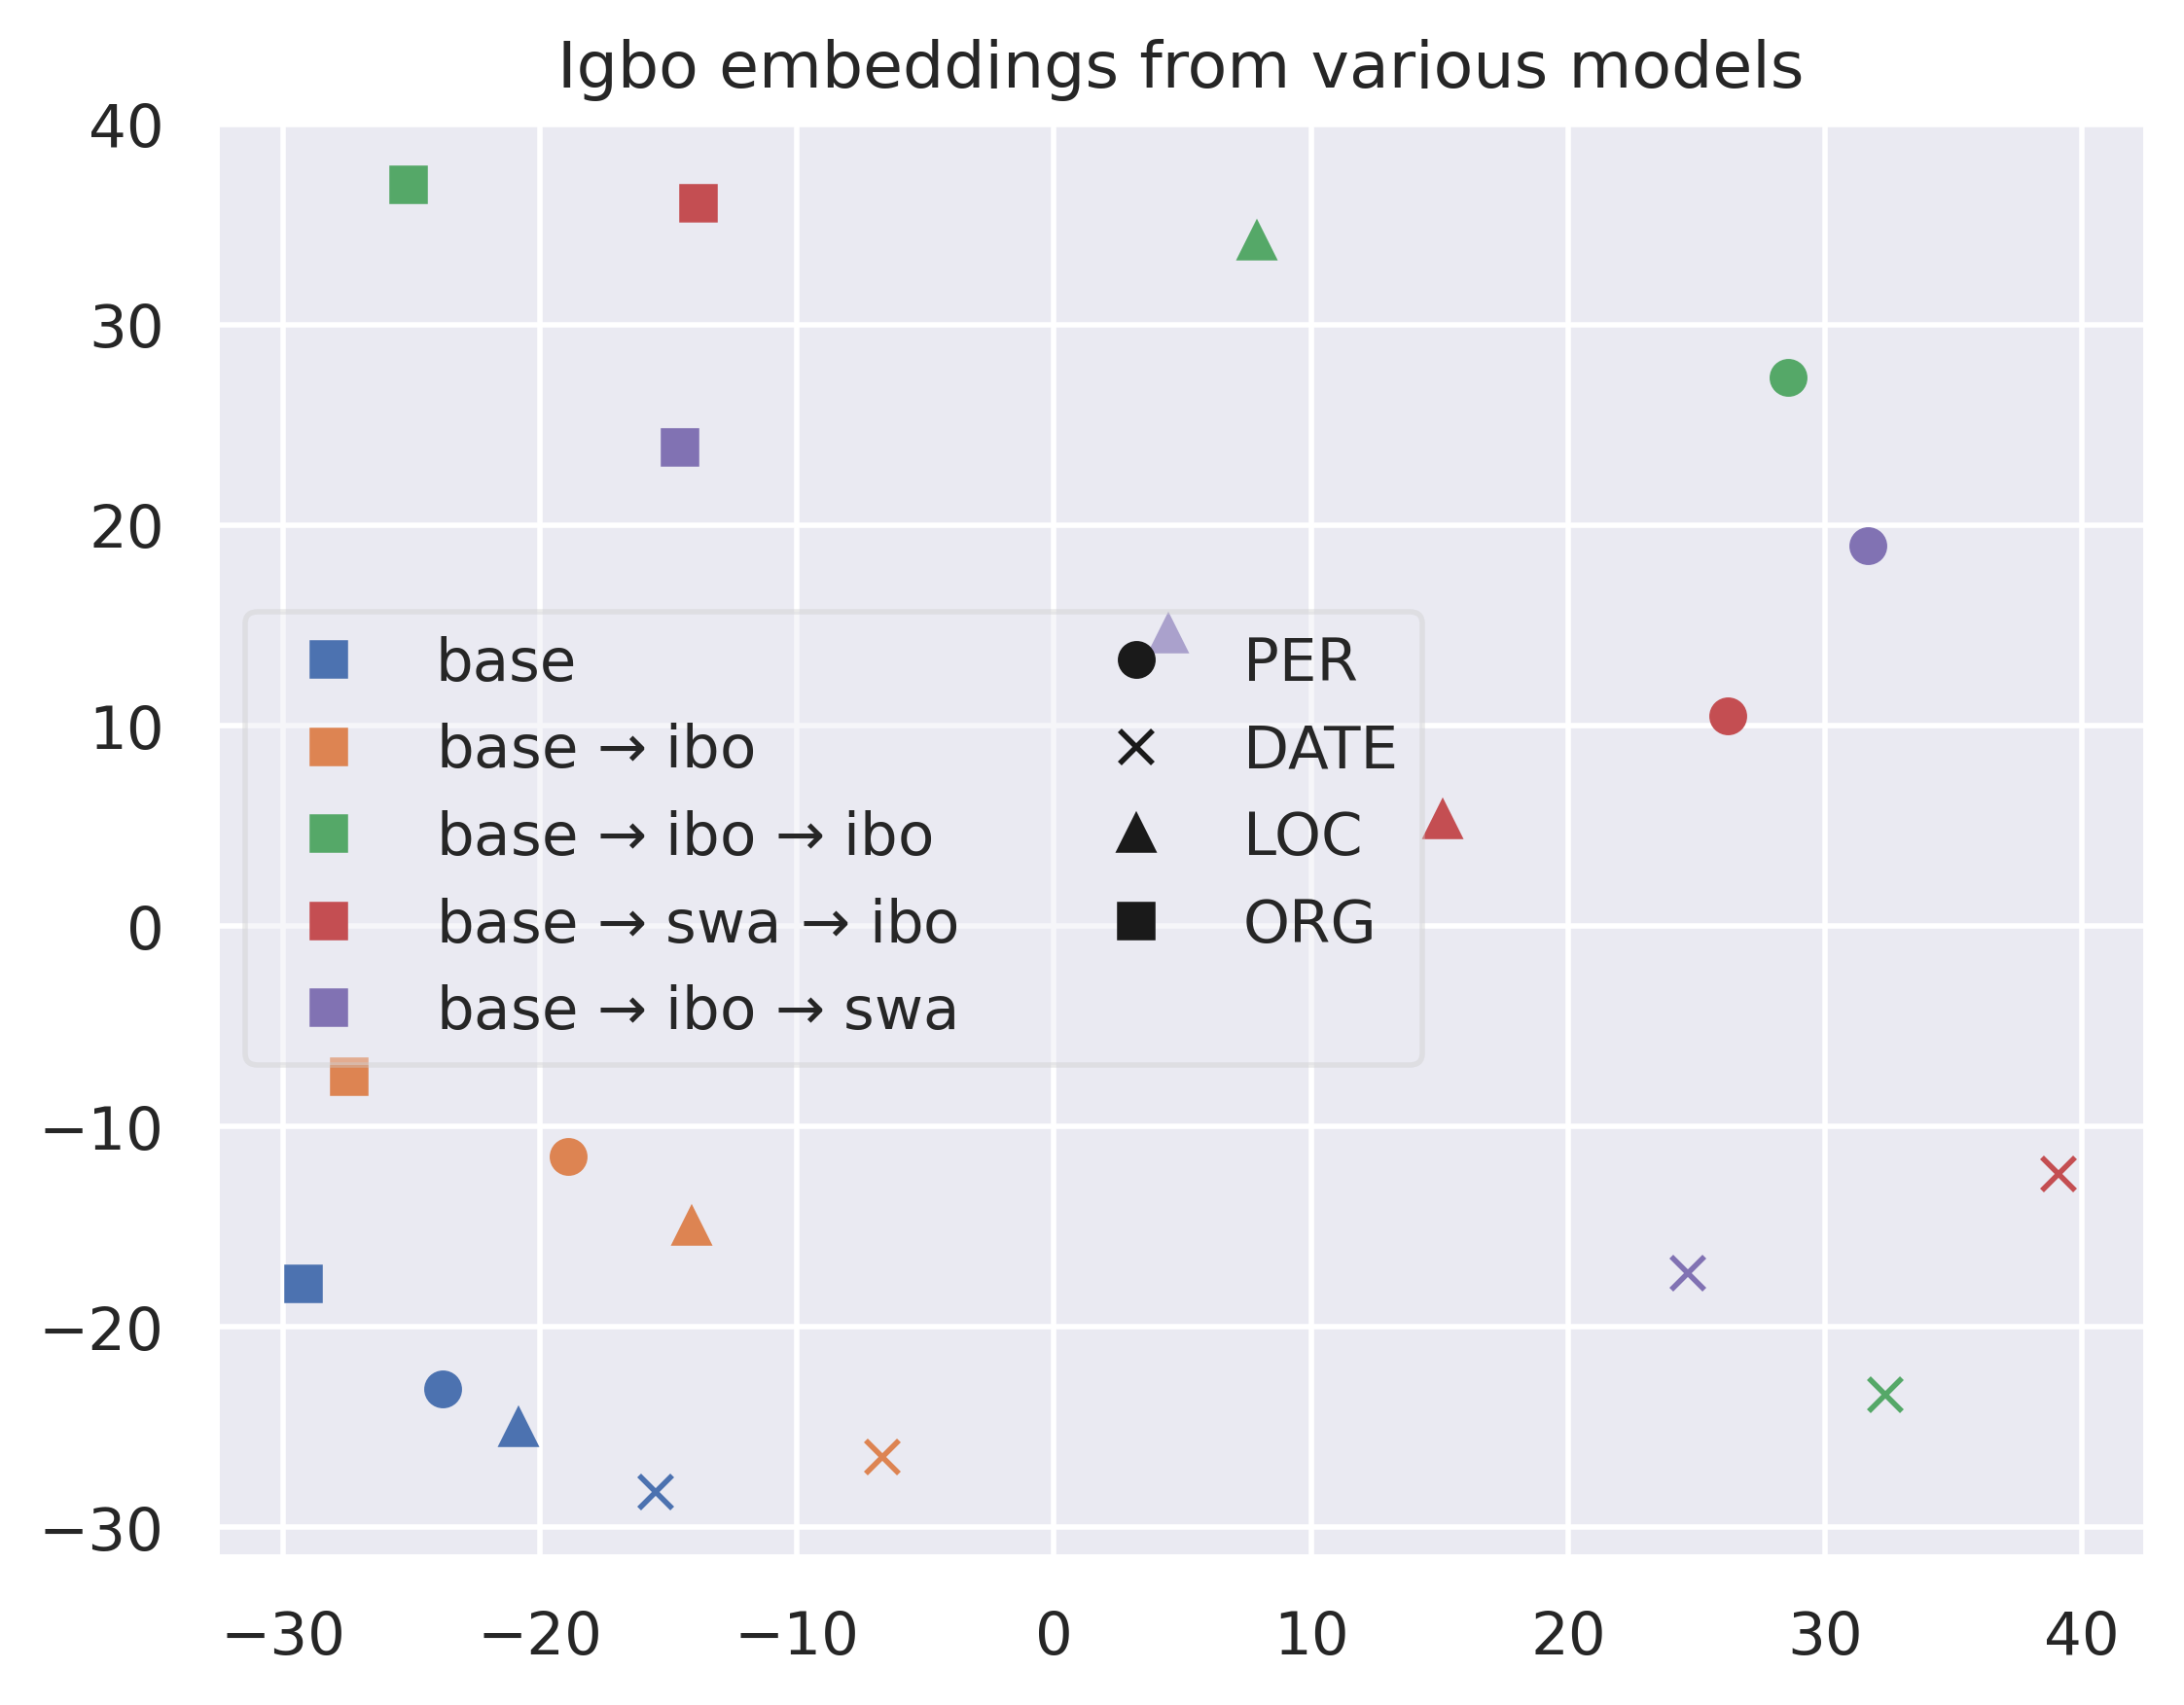 Igbo embeddings from various models
40
30
20
10
0
−10
−20
−30
base
base → ibo
base → ibo → ibo
base → swa → ibo
base → ibo → swa
PER
DATE
LOC
ORG
−30 −20 −10 0 10 20 30 40